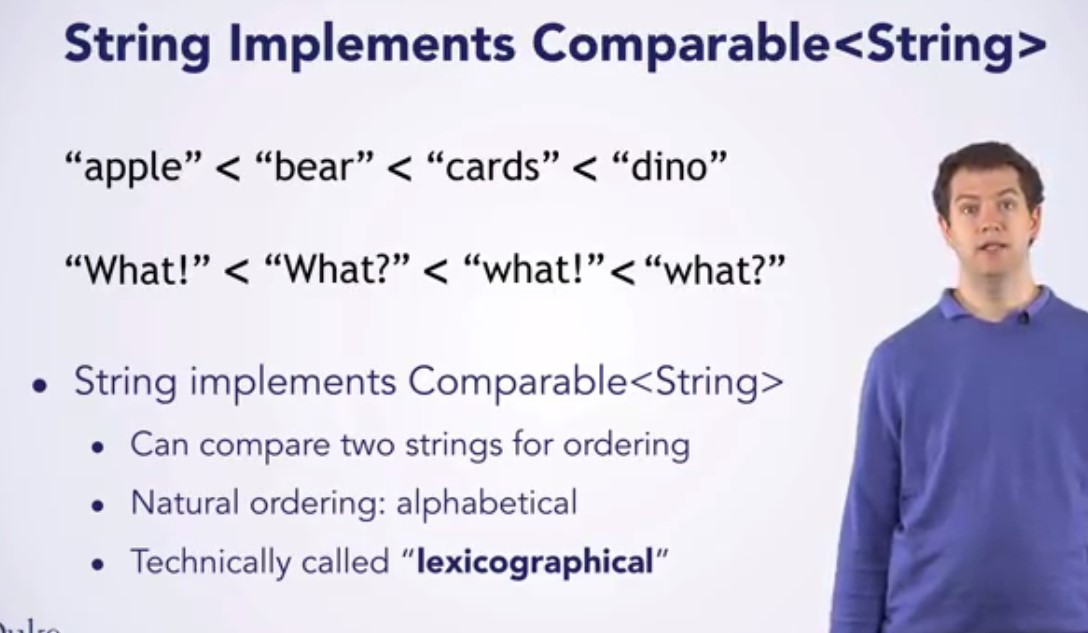 String Implements Comparable<String>
“apple” < “bear” < “cards” < “dino”
“What!” < “What?” < “what!”< “what?”
• String implements Comparable<String>
• Can compare two strings for ordering
• Natural ordering: alphabetical
• Technically called “lexicographical”